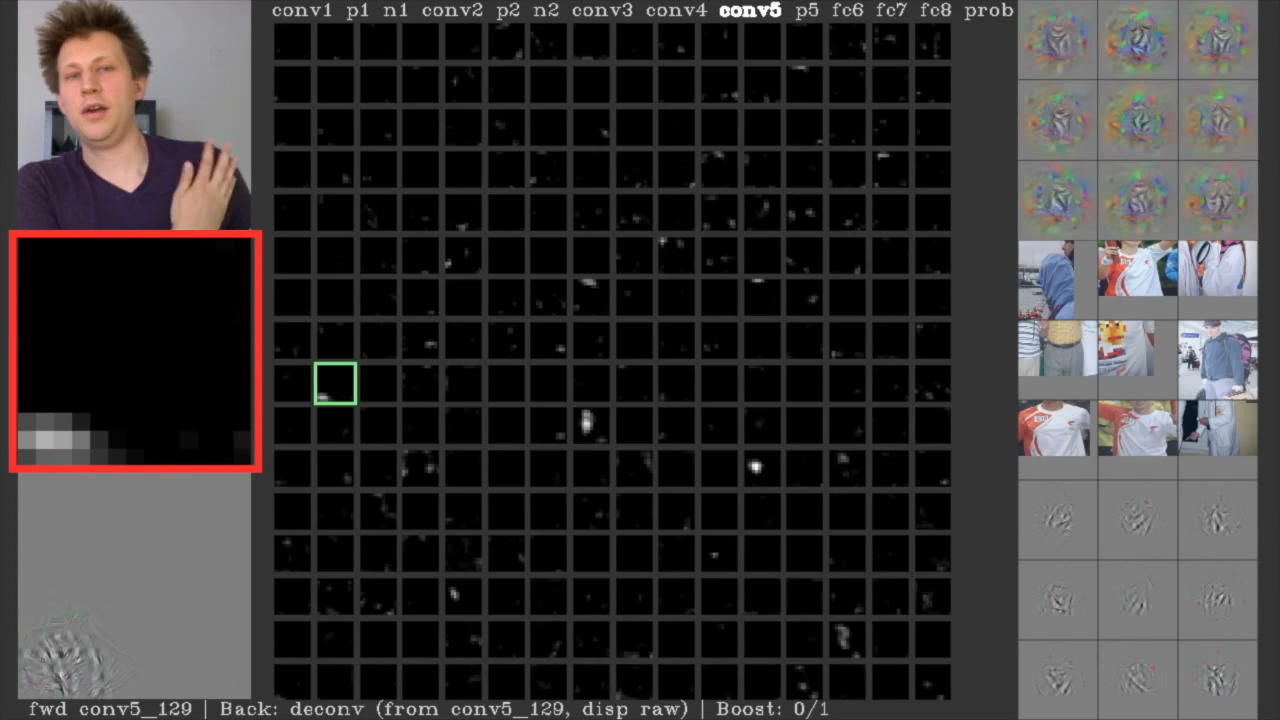 conv1 p1 n1 conv2 p2 n2 conv3 conv4 conv5 p5 fc6 fc7 fc8 prob
fwd conv5_129 | Back: deconv (from conv5_129, disp raw) | Boost: 0/1